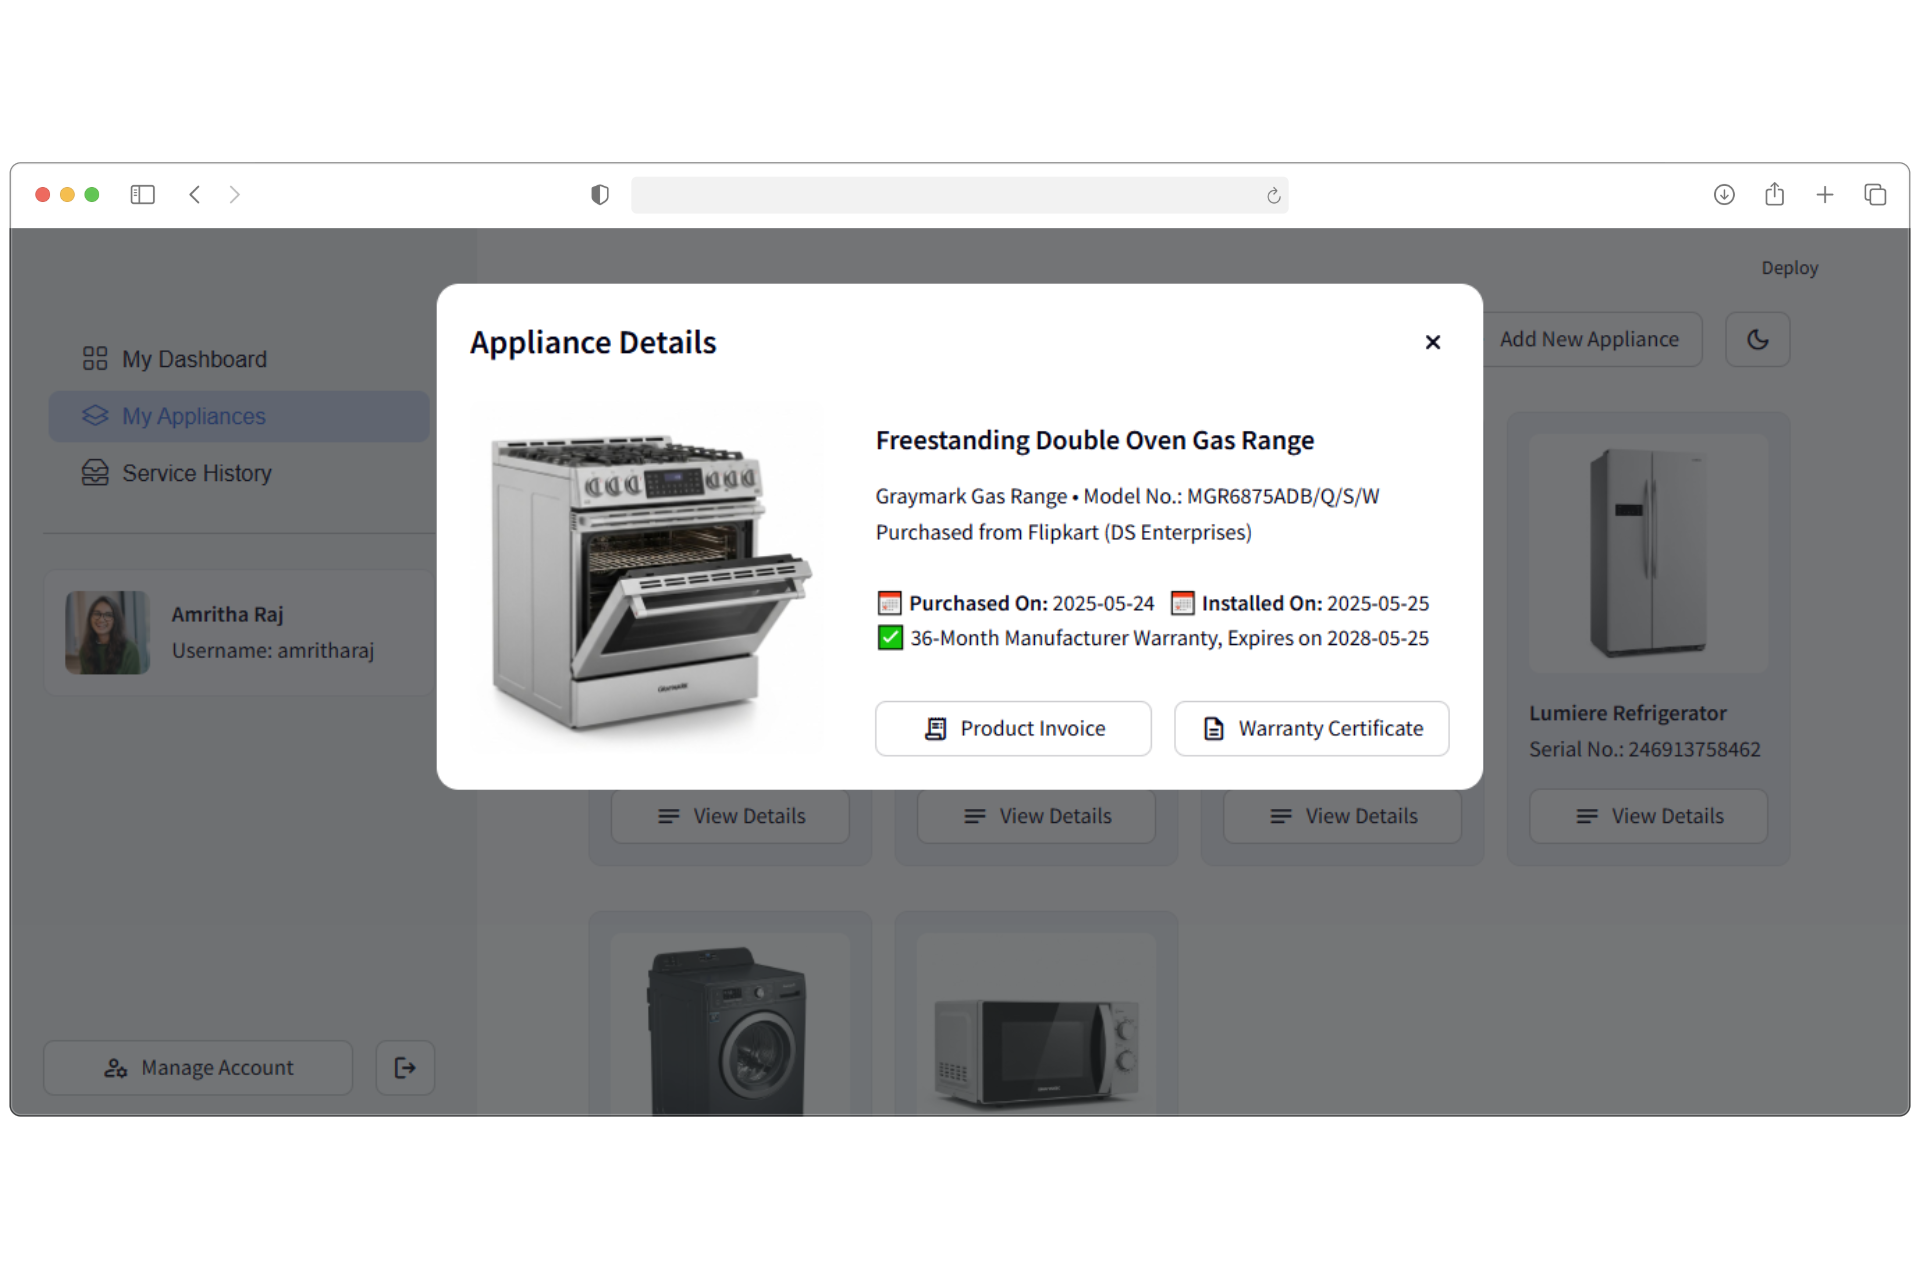 Deploy
Add New Appliance
My Dashboard
My Appliances
Service History
Amritha Raj
Username: amritharaj
Manage Account
Appliance Details
Freestanding Double Oven Gas Range
Graymark Gas Range • Model No.: MGR6875ADB/Q/S/W
Purchased from Flipkart (DS Enterprises)
Purchased On: 2025-05-24 Installed On: 2025-05-25
36-Month Manufacturer Warranty, Expires on 2028-05-25
Product Invoice
Warranty Certificate
Lumiere Refrigerator
Serial No.: 246913758462
View Details
View Details
View Details
View Details